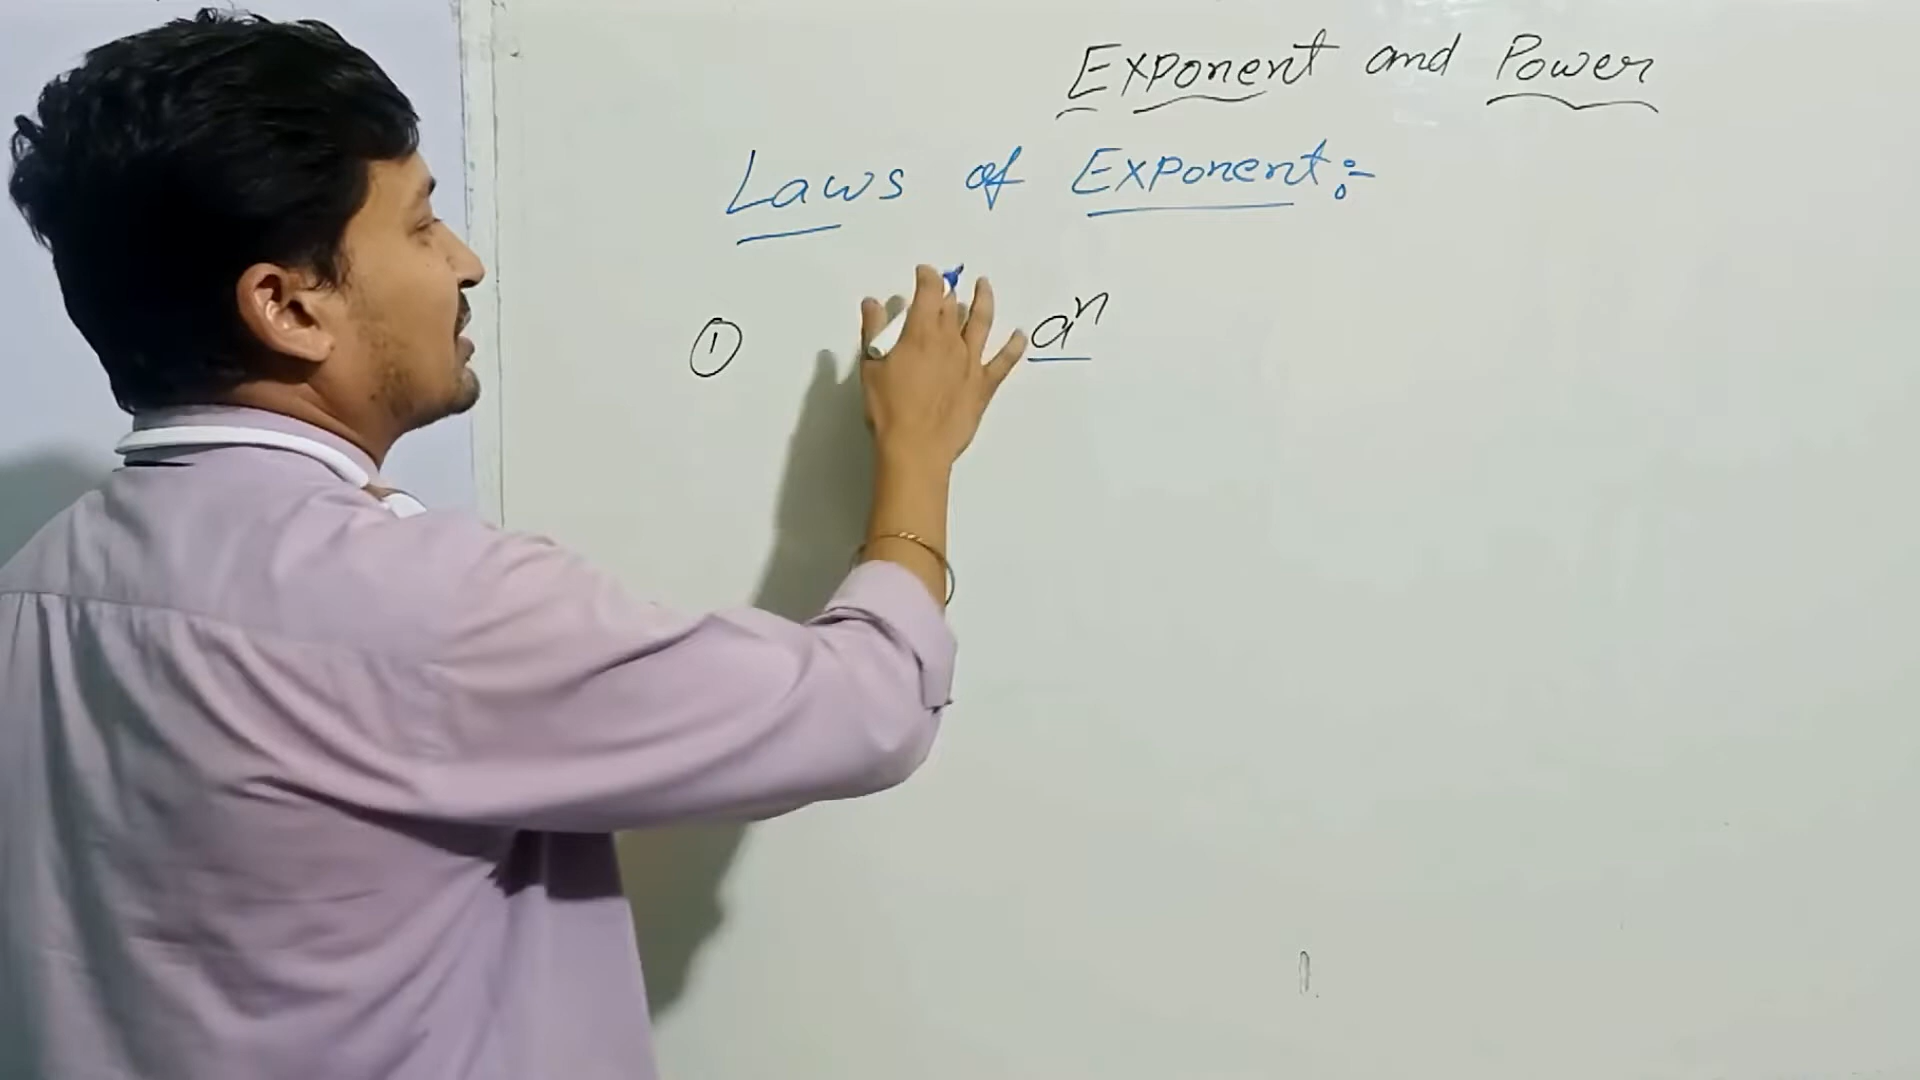 Exponent and Power
Laws of Exponent:-
① aⁿ